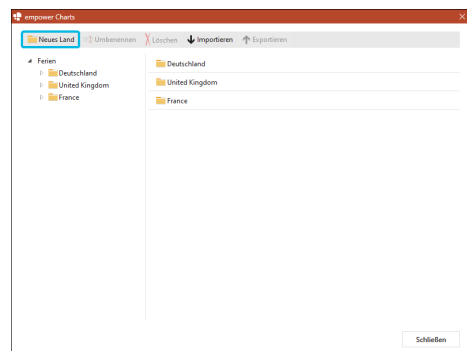 empower Charts
Neues Land Umbenennen Löschen Importieren Exportieren
Ferien
Deutschland
United Kingdom
France
Deutschland
United Kingdom
France
Schließen